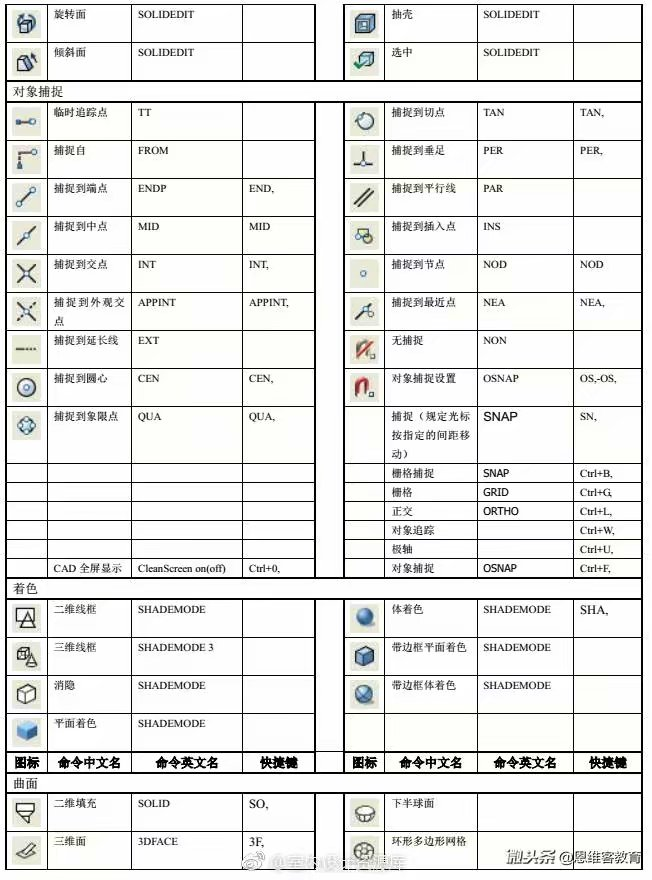 旋转面 SOLIDEDIT 抽壳 SOLIDEDIT
倾斜面 SOLIDEDIT 选中 SOLIDEDIT
对象捕捉
临时追踪点 TT 捕捉到切点 TAN TAN,
捕捉自 FROM 捕捉到垂足 PER PER,
捕捉到端点 ENDP END, 捕捉到平行线 PAR
捕捉到中点 MID MID 捕捉到插入点 INS
捕捉到交点 INT INT, 捕捉到节点 NOD NOD
捕捉到外观交 APPINT APPINT, 捕捉到最近点 NEA NEA,
点
捕捉到延长线 EXT 无捕捉 NON
捕捉到圆心 CEN CEN, 对象捕捉设置 OSNAP OS,-OS,
捕捉到象限点 QUA QUA, 捕捉（规定光标 SNAP SN,
按指定的间距移
动）
栅格捕捉 SNAP Ctrl+B,
栅格 GRID Ctrl+G,
正交 ORTHO Ctrl+L,
对象追踪 Ctrl+W,
极轴 Ctrl+U,
CAD 全屏显示 CleanScreen on(off) Ctrl+0, 对象捕捉 OSNAP Ctrl+F,
着色
二维线框 SHADEMODE 体着色 SHADEMODE SHA,
三维线框 SHADEMODE 3 带边框平面着色 SHADEMODE
消隐 SHADEMODE 带边框体着色 SHADEMODE
平面着色 SHADEMODE
图标 命令中文名 命令英文名 快捷键 图标 命令中文名 命令英文名 快捷键
曲面
二维填充 SOLID SO, 下半球面
三维面 3DFACE 3F, 环形多边形网格
微头条 @恩维客教育